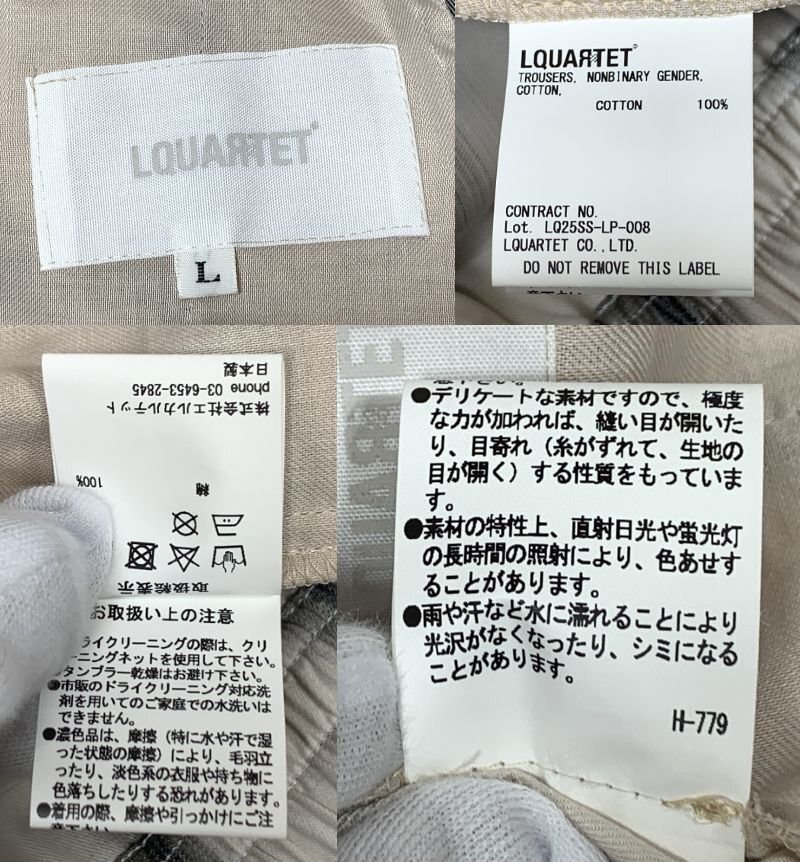 LQUARTET
L
LQUARTET
TROUSERS, NONBINARY GENDER,
COTTON,
COTTON 100%
CONTRACT NO.
Lot. LQ25SS-LP-008
LQUARTET CO.,LTD.
DO NOT REMOVE THIS LABEL
株式会社エルカルテット
phone 03-6453-2845
日本製
綿 100%
取扱絵表示
お取扱い上の注意
ライクリーニングの際は、クリ
ーニングネットを使用して下さい。
タンブラー乾燥はお避け下さい。
●市販のドライクリーニング対応洗
剤を用いてのご家庭での水洗いは
できません。
●濃色品は、摩擦（特に水や汗で湿
った状態の摩擦）により、毛羽立
ったり、淡色系の衣服や持ち物に
色落ちしたりする恐れがあります。
●着用の際、摩擦や引っかけにご注
意下さい。
●デリケートな素材ですので、極度
な力が加われば、縫い目が開いた
り、目寄れ（糸がずれて、生地の
目が開く）する性質をもっていま
す。
●素材の特性上、直射日光や蛍光灯
の長時間の照射により、色あせす
ることがあります。
●雨や汗など水に濡れることにより
光沢がなくなったり、シミになる
ことがあります。
H-779